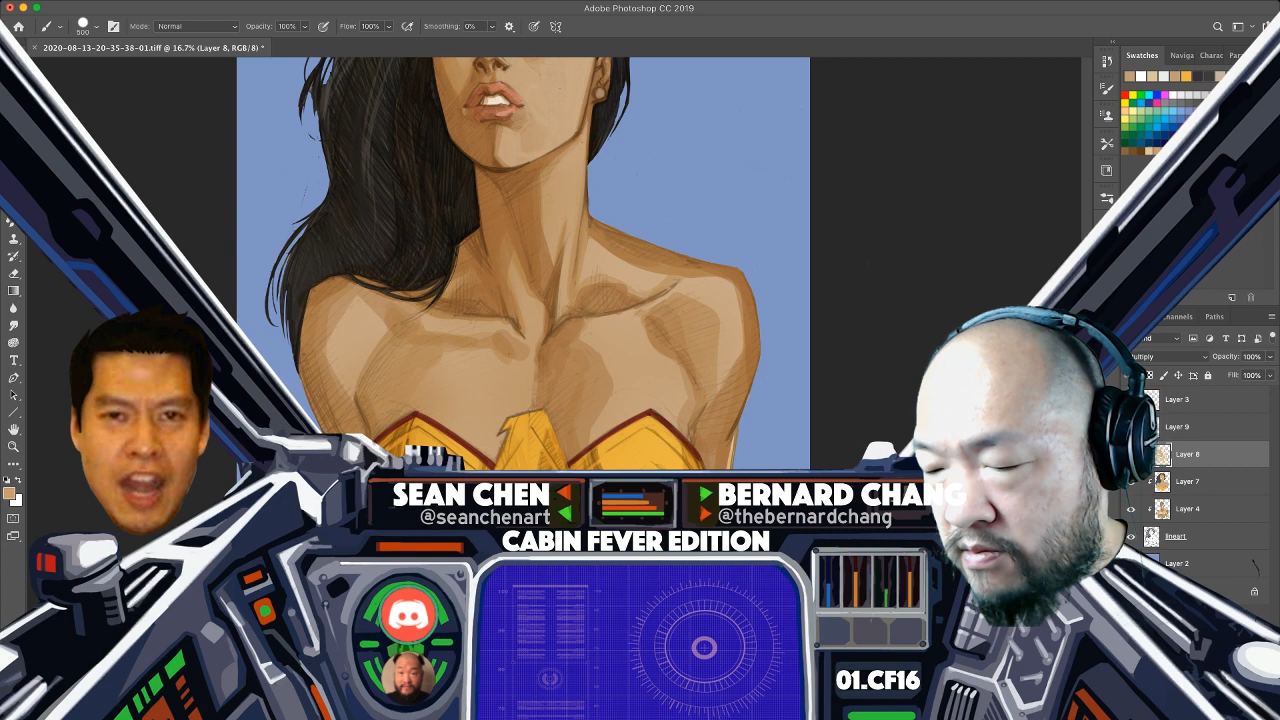 Adobe Photoshop CC 2019
500
Mode: Normal
Opacity: 100%
Flow: 100%
Smoothing: 0%
× 2020-08-13-20-35-38-01.tiff @ 16.7% (Layer 8, RGB/8) *
Swatches
Naviga
Charac
Par
Paths
Opacity: 100%
Fill: 100%
Layer 3
Layer 9
Layer 8
Layer 7
Layer 4
lineart
Layer 2
SEAN CHEN
@seanchenart
BERNARD CHANG
@thebernardchang
CABIN FEVER EDITION
01.CF16